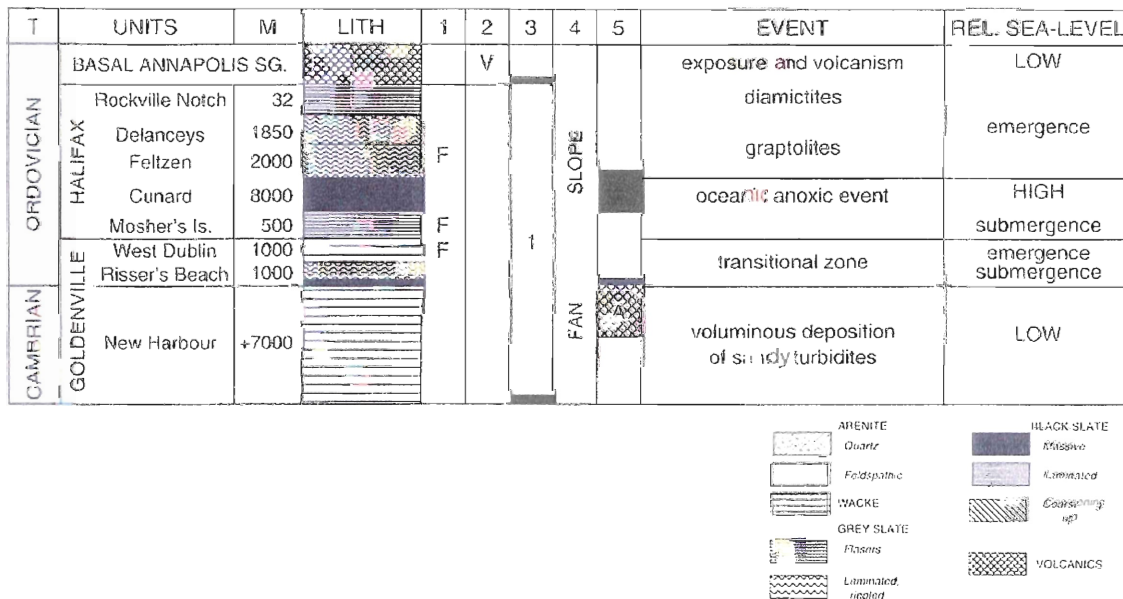 T UNITS M LITH 1 2 3 4 5 EVENT REL. SEA-LEVEL
BASAL ANNAPOLIS SG. V exposure and volcanism LOW
Rockville Notch 32 diamictites
Delanceys 1850 emergence
Feltzen 2000 F graptolites
Cunard 8000 oceanic anoxic event HIGH
Mosher's Is. 500 F submergence
West Dublin 1000 F emergence
Risser's Beach 1000 transitional zone submergence
New Harbour +7000 A voluminous deposition LOW
of sandy turbidites
ORDOVICIAN
CAMBRIAN
HALIFAX
GOLDENVILLE
1
SLOPE
FAN
ARENITE
Quartz
Feldspathic
WACKE
GREY SLATE
Flasers
Laminated,
rippled
BLACK SLATE
Massive
Laminated
Coarsening
up
VOLCANICS